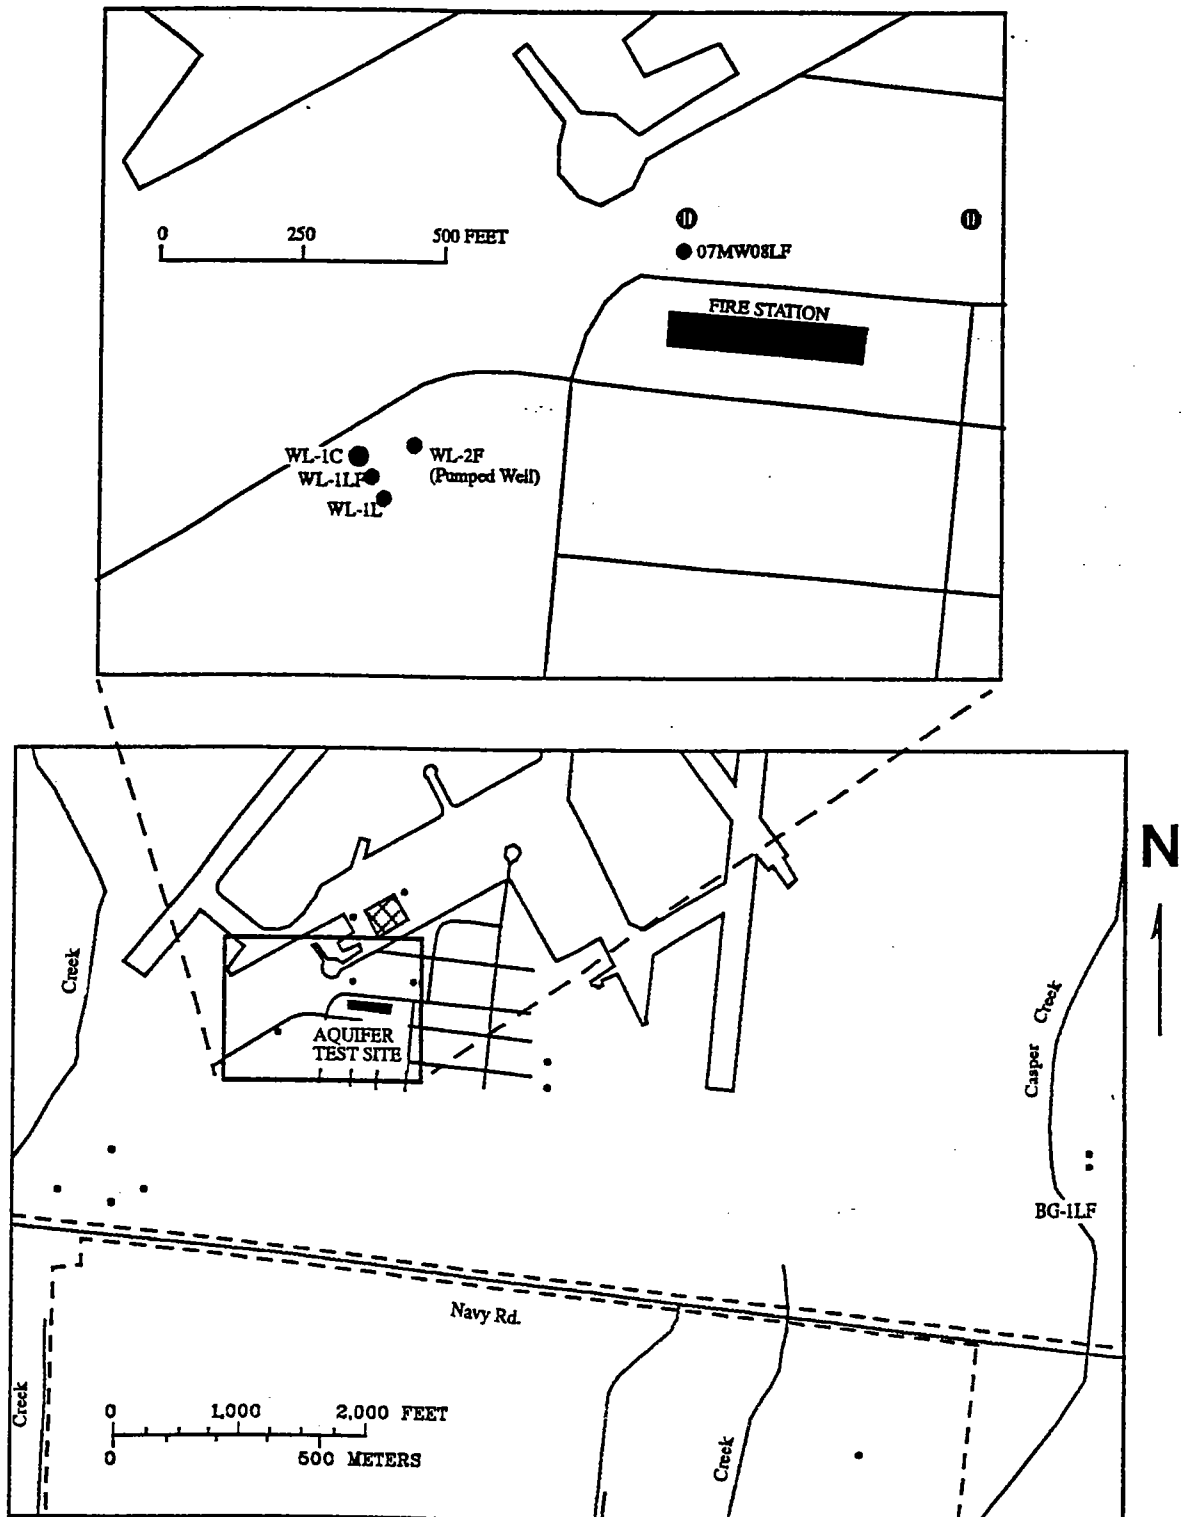 0 250 500 FEET
07MW08LF
FIRE STATION
WL-1C
WL-2F
(Pumped Well)
WL-1LF
WL-1L
N
Creek
Casper Creek
AQUIFER
TEST SITE
BG-1LF
Navy Rd.
Creek
0 1,000 2,000 FEET
0 500 METERS
Creek